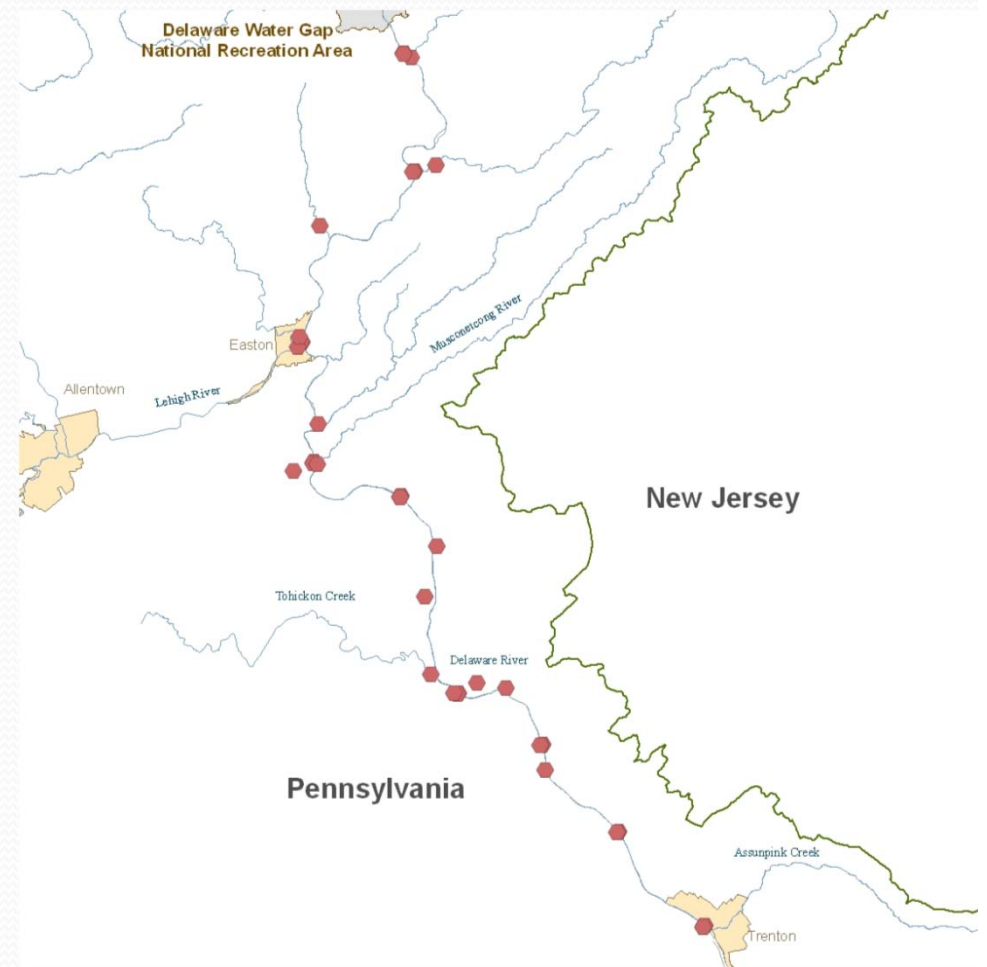 Delaware Water Gap
National Recreation Area
Musconetcong River
Easton
Allentown
Lehigh River
New Jersey
Tohickon Creek
Delaware River
Pennsylvania
Assunpink Creek
Trenton